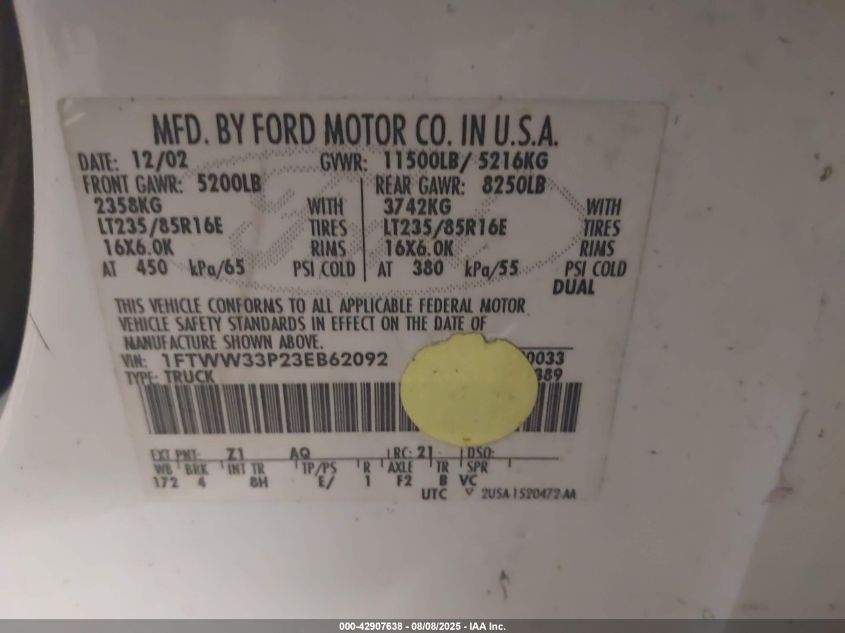 MFD. BY FORD MOTOR CO. IN U.S.A.
DATE: 12/02 GVWR: 11500LB/ 5216KG
FRONT GAWR: 5200LB REAR GAWR: 8250LB
2358KG WITH 3742KG WITH
LT235/85R16E TIRES LT235/85R16E TIRES
16X6.0K RIMS 16X6.0K RIMS
AT 450 kPa/65 PSI COLD AT 380 kPa/55 PSI COLD
DUAL
THIS VEHICLE CONFORMS TO ALL APPLICABLE FEDERAL MOTOR
VEHICLE SAFETY STANDARDS IN EFFECT ON THE DATE OF
MANUFACTURE SHOWN ABOVE.
VIN: 1FTWW33P23EB62092 0033
TYPE: TRUCK 389
EXT PNT: Z1 AQ RC: 21 DSO:
WB BRK INT TR TP/PS R AXLE TR SPR
172 4 8H E/ 1 F2 B VC
UTC 2USA-1520472-AA
000-42907638 - 08/08/2025 - IAA Inc.